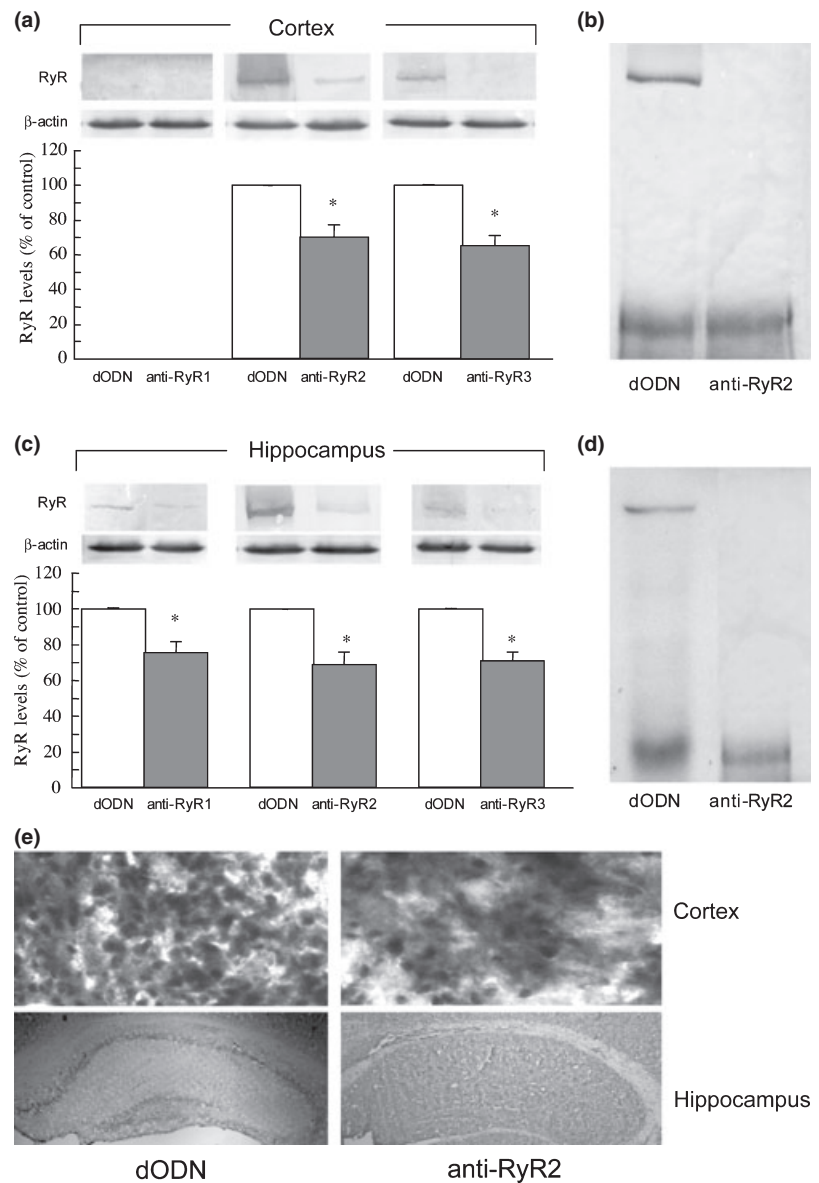 (a)
Cortex
RyR
β-actin
RyR levels (% of control)
120
100
80
60
40
20
0
dODN anti-RyR1 dODN anti-RyR2 dODN anti-RyR3
*
*
(b)
dODN anti-RyR2
(c)
Hippocampus
RyR
β-actin
RyR levels (% of control)
120
100
80
60
40
20
0
dODN anti-RyR1 dODN anti-RyR2 dODN anti-RyR3
*
*
*
(d)
dODN anti-RyR2
(e)
Cortex
Hippocampus
dODN anti-RyR2